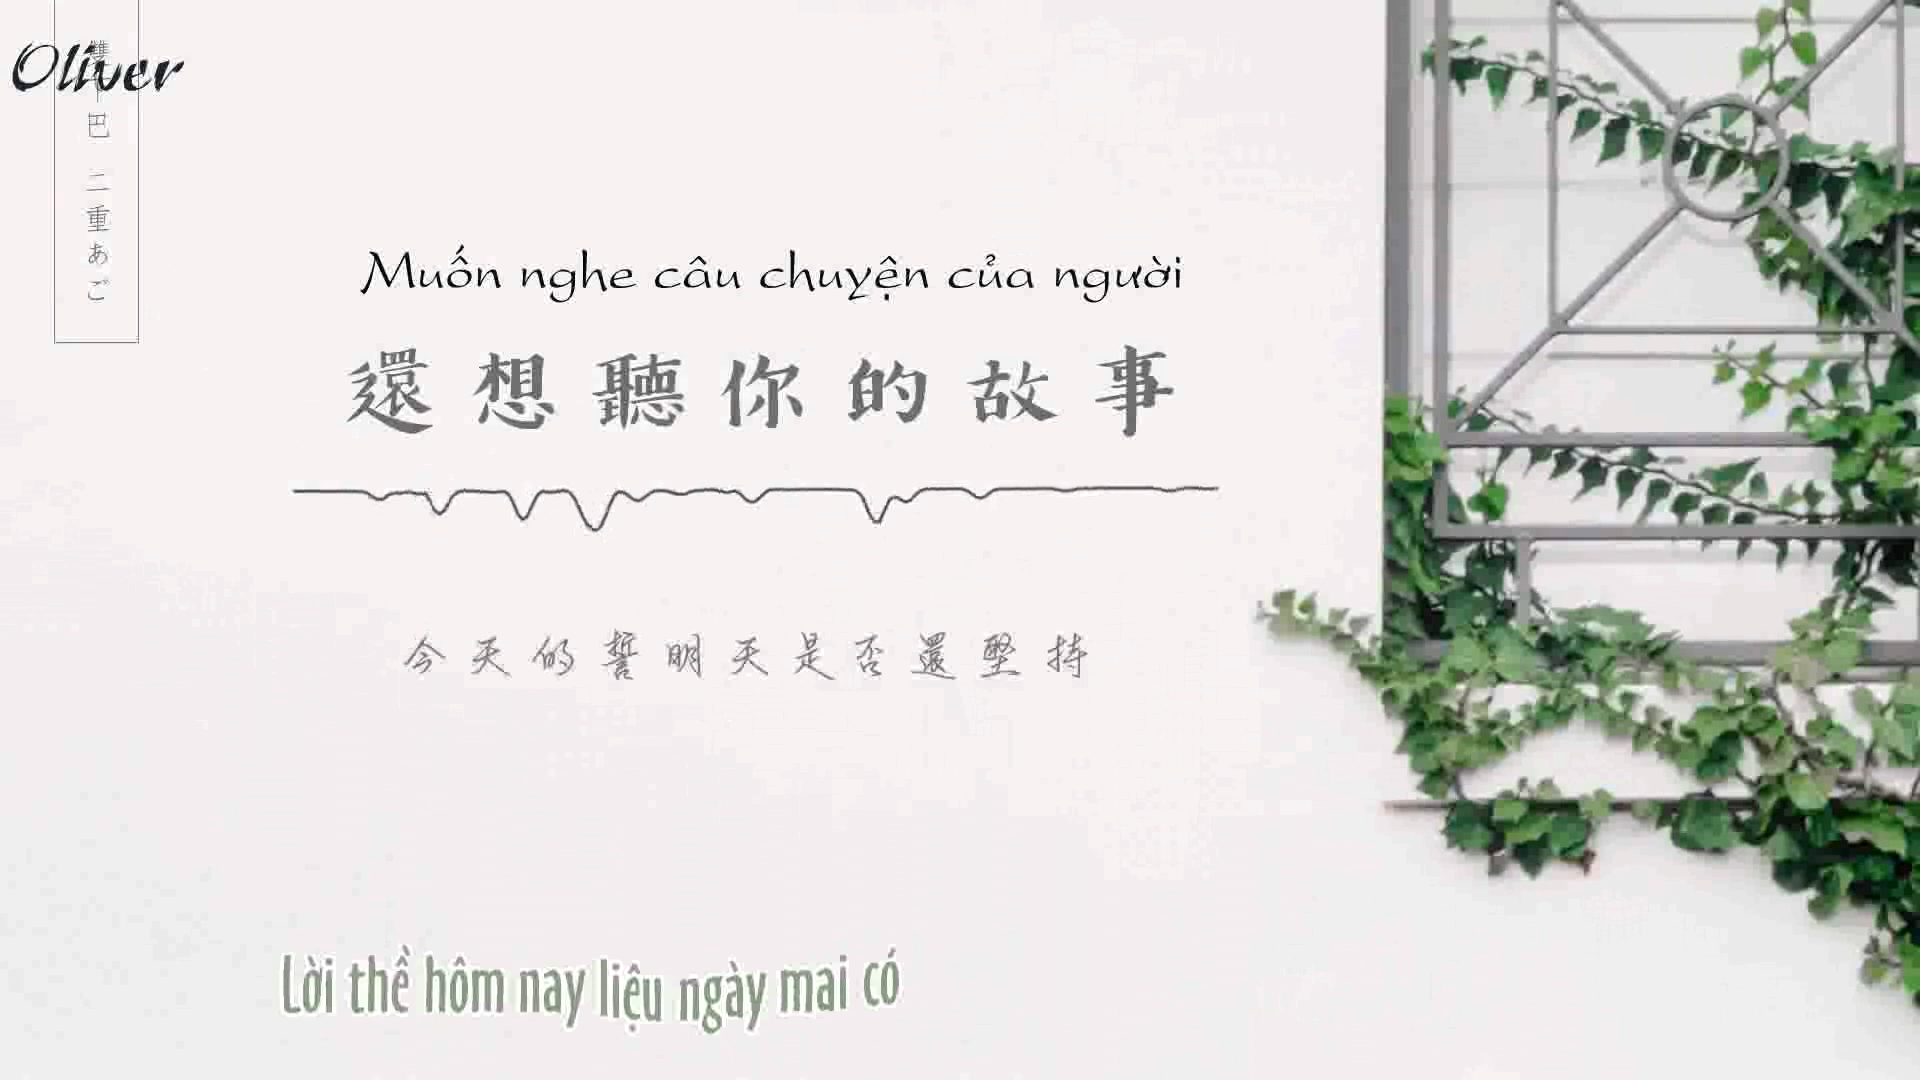 Oliver
雙下巴 二重あご
Muốn nghe câu chuyện của người
還想聽你的故事
今天的誓明天是否還堅持
Lời thề hôm nay liệu ngày mai có